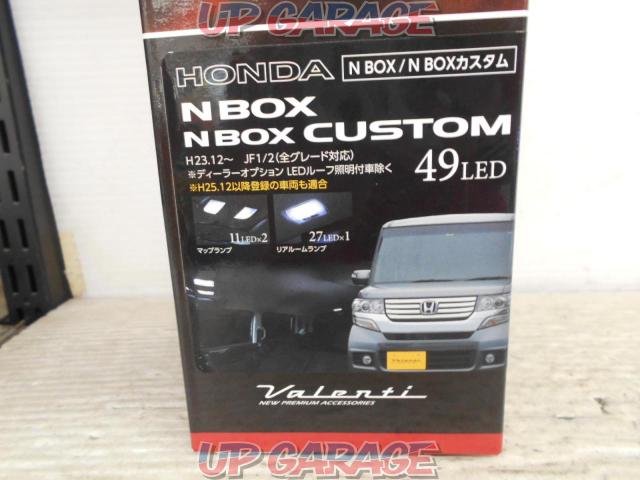 UP GARAGE
HONDA
N BOX / N BOXカスタム
N BOX
N BOX CUSTOM
H23.12〜 JF1/2(全グレード対応)
※ディーラーオプション LEDルーフ照明付車除く
※H25.12以降登録の車両も適合
49LED
11LED×2
マップランプ
27LED×1
リアルームランプ
Valenti
Valenti
NEW PREMIUM ACCESSORIES
UP GARAGE